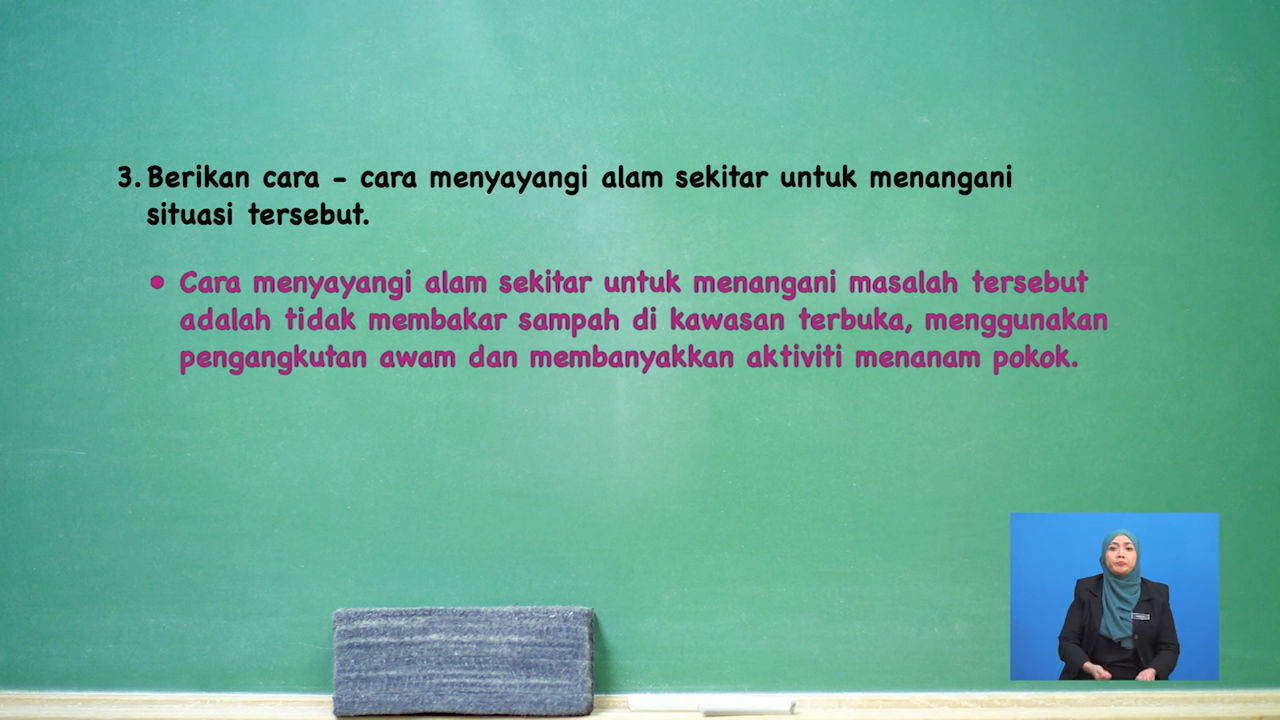 3. Berikan cara - cara menyayangi alam sekitar untuk menangani
situasi tersebut.
• Cara menyayangi alam sekitar untuk menangani masalah tersebut
adalah tidak membakar sampah di kawasan terbuka, menggunakan
pengangkutan awam dan membanyakkan aktiviti menanam pokok.